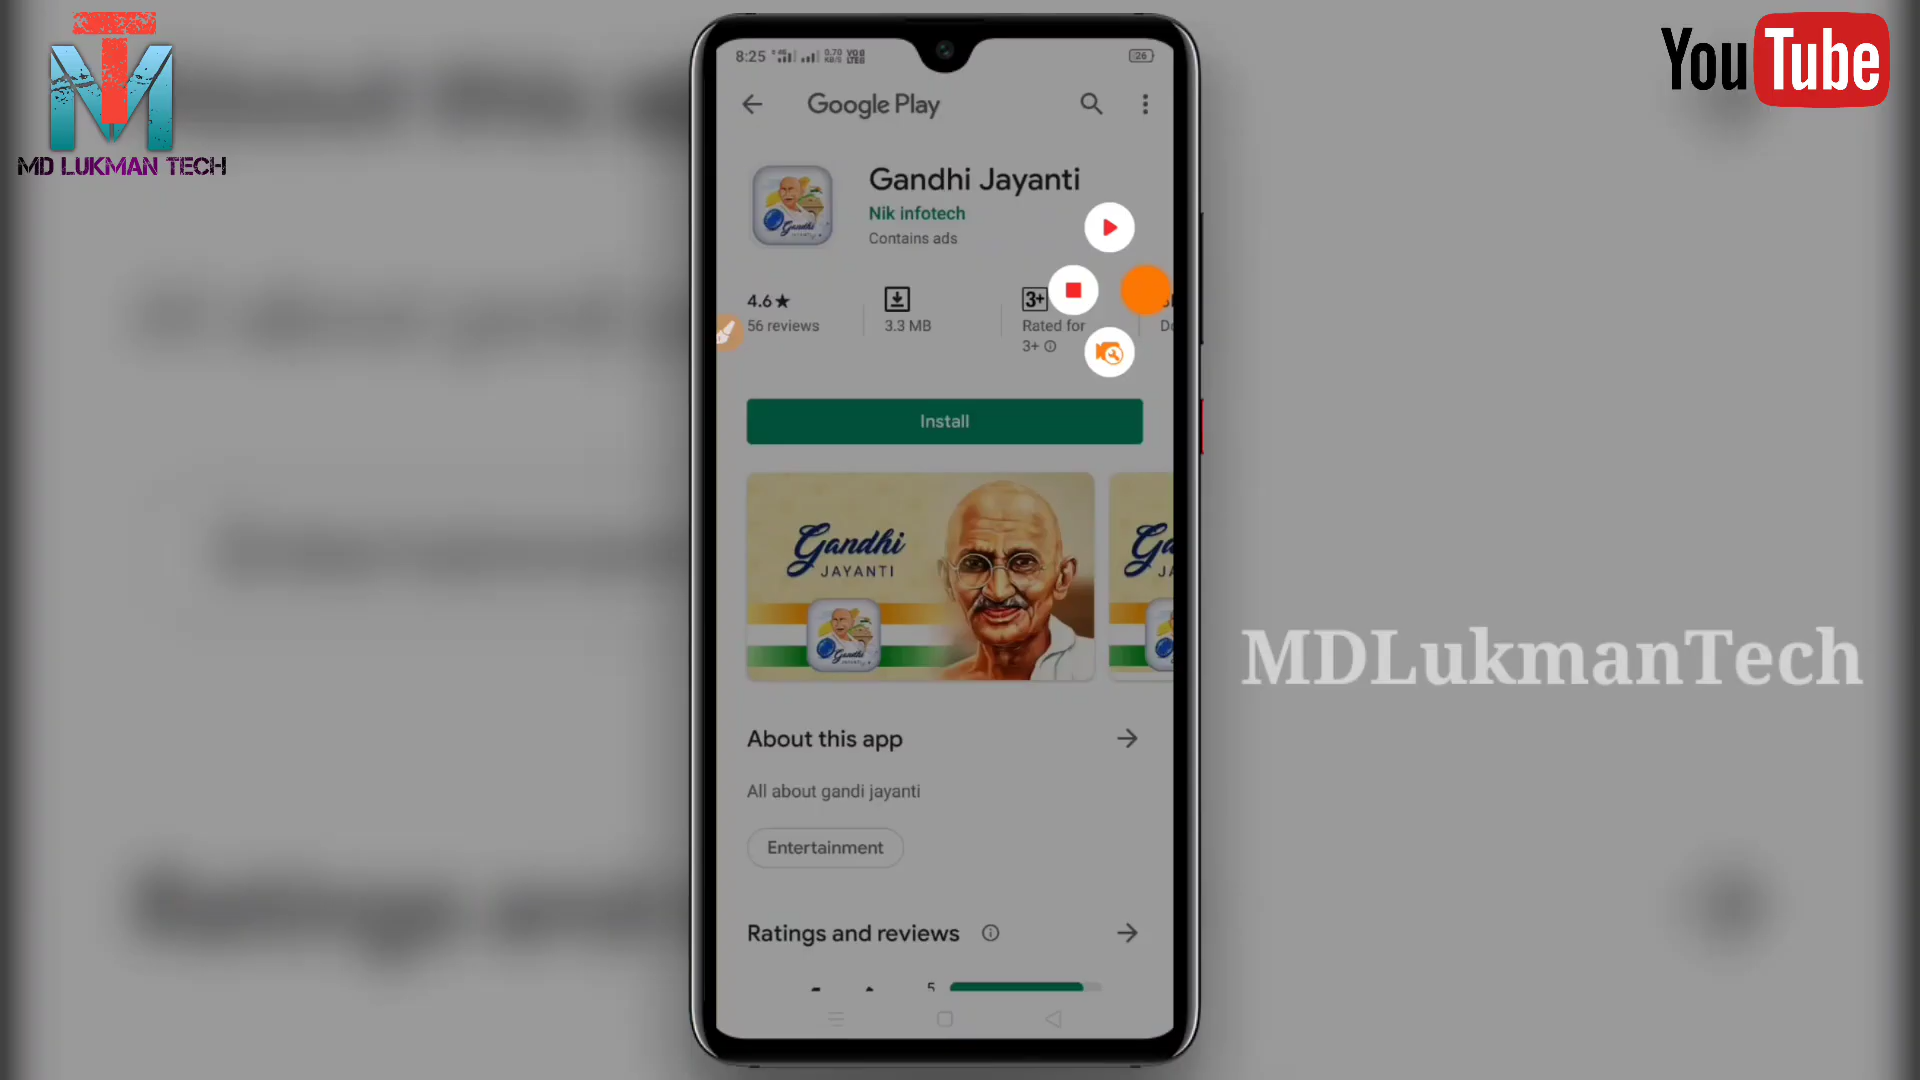 MD LUKMAN TECH
YouTube
8:25
26
Google Play
Gandhi Jayanti
Nik infotech
Contains ads
4.6★
56 reviews
3.3 MB
3+
Rated for
3+
Install
Gandhi
JAYANTI
About this app
All about gandi jayanti
Entertainment
Ratings and reviews
5
MDLukmanTech